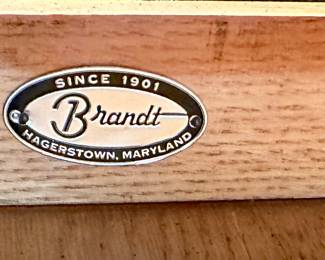 SINCE 1901
Brandt
HAGERSTOWN, MARYLAND